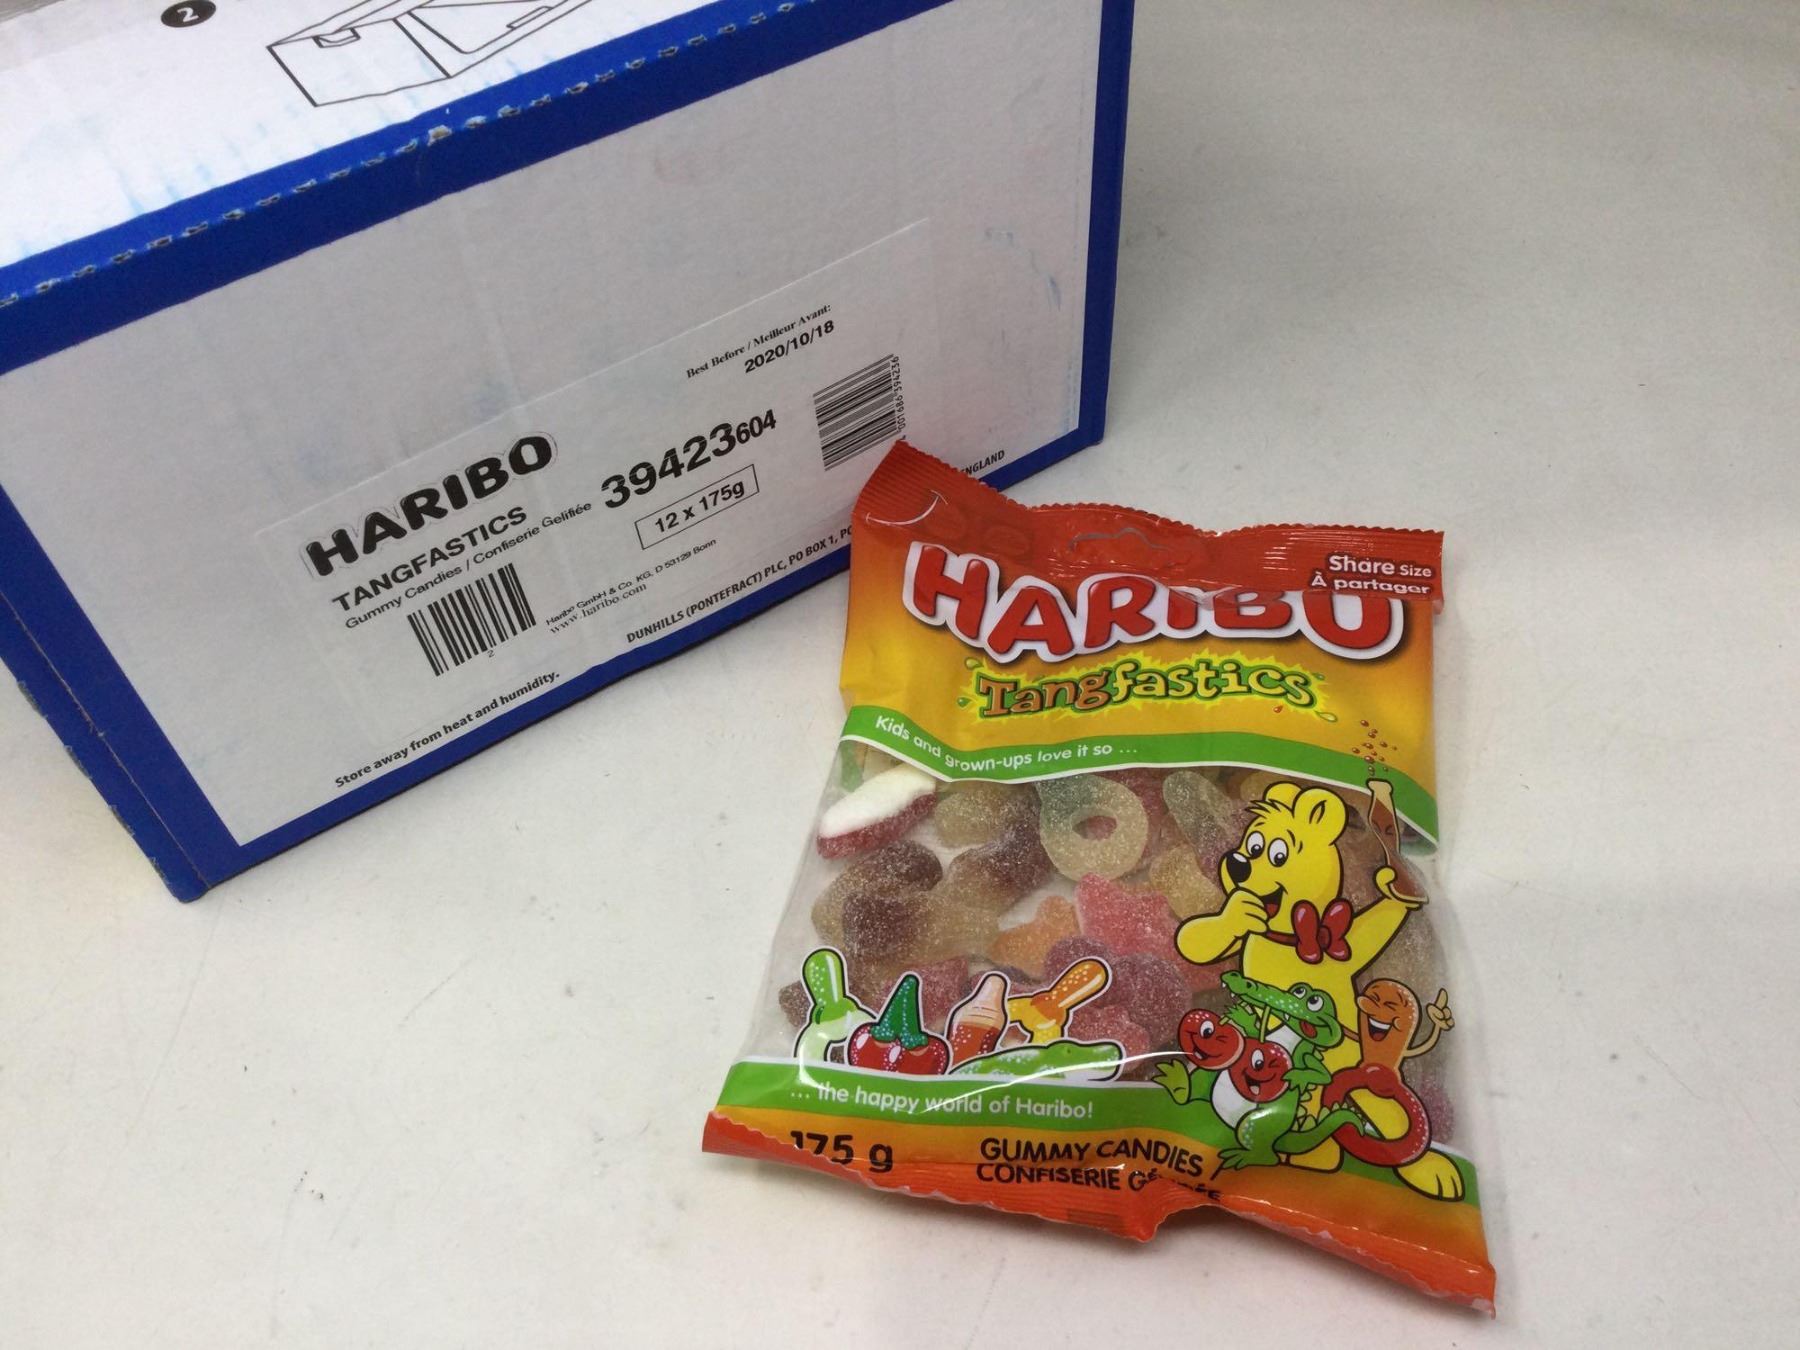 2
Best Before / Meilleur Avant:
2020/10/18
HARIBO
TANGFASTICS
Gummy Candies / Confiserie Gelifiée
39423604
12 x 175g
Haribo GmbH & Co. KG, D 53129 Bonn
www.haribo.com
2
DUNHILLS (PONTEFRACT) PLC, PO BOX 1,
ENGLAND
Store away from heat and humidity.
Share Size
À partager
HARIBO
Tangfastics
Kids and grown-ups love it so ...
... the happy world of Haribo!
175 g
GUMMY CANDIES
CONFISERIE